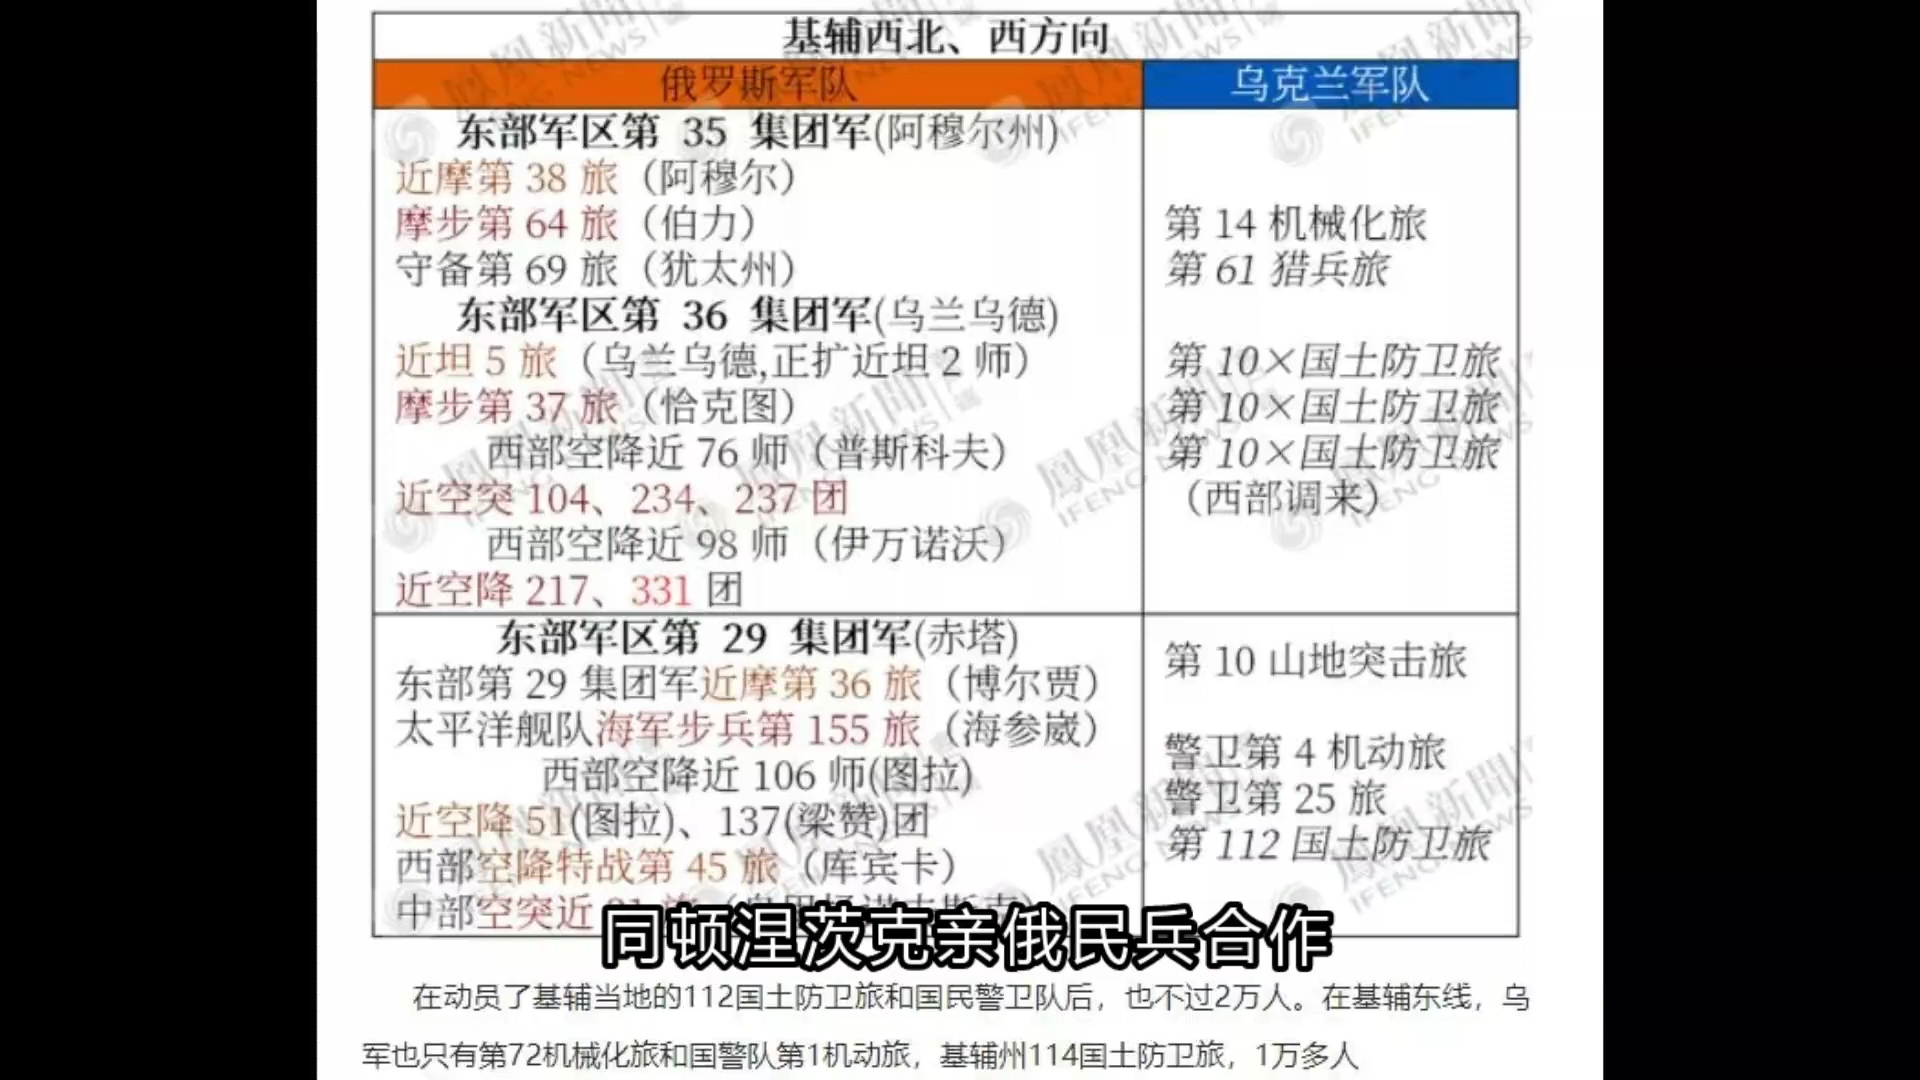 基辅西北、西方向
俄罗斯军队
乌克兰军队
东部军区第 35 集团军(阿穆尔州)
近摩第 38 旅（阿穆尔）
摩步第 64 旅（伯力）
守备第 69 旅（犹太州）
东部军区第 36 集团军(乌兰乌德)
近坦 5 旅（乌兰乌德,正扩近坦 2 师）
摩步第 37 旅（恰克图）
西部空降近 76 师（普斯科夫）
近空突 104、234、237 团
西部空降近 98 师（伊万诺沃）
近空降 217、331 团
第 14 机械化旅
第 61 猎兵旅
第 10×国土防卫旅
第 10×国土防卫旅
第 10×国土防卫旅
（西部调来）
东部军区第 29 集团军(赤塔)
东部第 29 集团军近摩第 36 旅（博尔贾）
太平洋舰队海军步兵第 155 旅（海参崴）
西部空降近 106 师(图拉)
近空降 51(图拉)、137(梁赞)团
西部空降特战第 45 旅（库宾卡）
中部空突近
第 10 山地突击旅
警卫第 4 机动旅
警卫第 25 旅
第 112 国土防卫旅
同顿涅茨克亲俄民兵合作
在动员了基辅当地的112国土防卫旅和国民警卫队后，也不过2万人。在基辅东线，乌
军也只有第72机械化旅和国警队第1机动旅，基辅州114国土防卫旅，1万多人
鳳凰新聞
IFENG NEWS